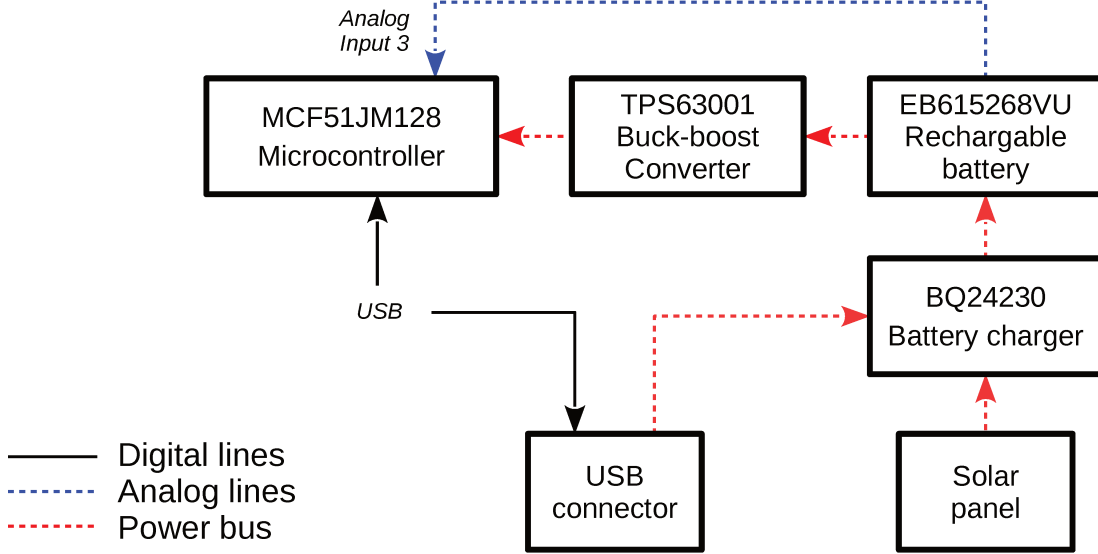 Analog
Input 3
MCF51JM128
Microcontroller
TPS63001
Buck-boost
Converter
EB615268VU
Rechargable
battery
BQ24230
Battery charger
USB
USB
connector
Solar
panel
Digital lines
Analog lines
Power bus